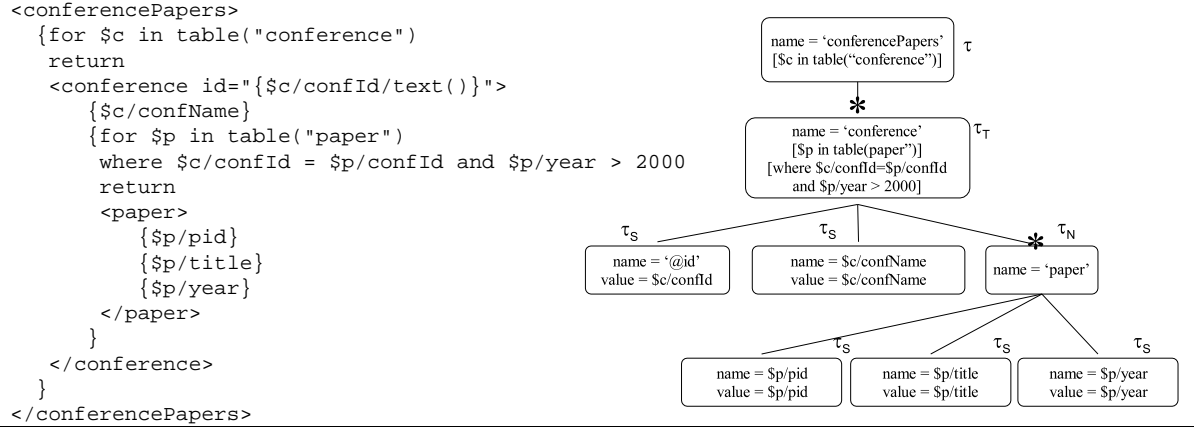 <conferencePapers>
{for $c in table("conference")
return
<conference id="{$c/confId/text()}">
{$c/confName}
{for $p in table("paper")
where $c/confId = $p/confId and $p/year > 2000
return
<paper>
{$p/pid}
{$p/title}
{$p/year}
</paper>
}
</conference>
}
</conferencePapers>
name = ‘conferencePapers’
[$c in table(“conference”)]
τ
*
name = ‘conference’
[$p in table(paper”)]
[where $c/confId=$p/confId
and $p/year > 2000]
τT
τS
name = ‘@id’
value = $c/confId
τS
name = $c/confName
value = $c/confName
*
τN
name = ‘paper’
τS
name = $p/pid
value = $p/pid
τS
name = $p/title
value = $p/title
τS
name = $p/year
value = $p/year